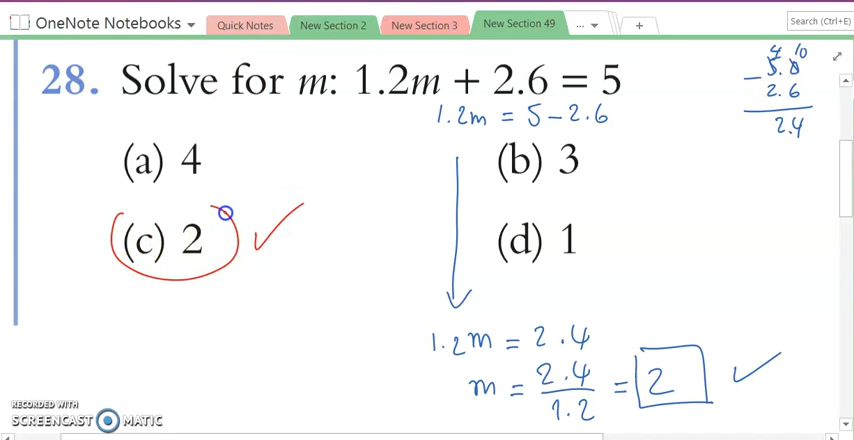 OneNote Notebooks Quick Notes New Section 2 New Section 3 New Section 49 ... + Search (Ctrl+E)
28. Solve for m: 1.2m + 2.6 = 5
1.2m = 5 - 2.6
4 10
5.0
- 2.6
2.4
(a) 4 (b) 3
(c) 2 (d) 1
1.2m = 2.4
m = 2.4/1.2 = 2
RECORDED WITH
SCREENCAST MATIC